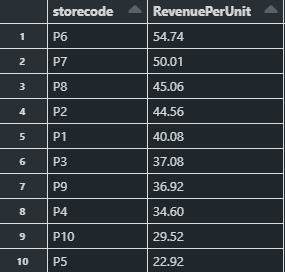 storecode RevenuePerUnit
1 P6 54.74
2 P7 50.01
3 P8 45.06
4 P2 44.56
5 P1 40.08
6 P3 37.08
7 P9 36.92
8 P4 34.60
9 P10 29.52
10 P5 22.92